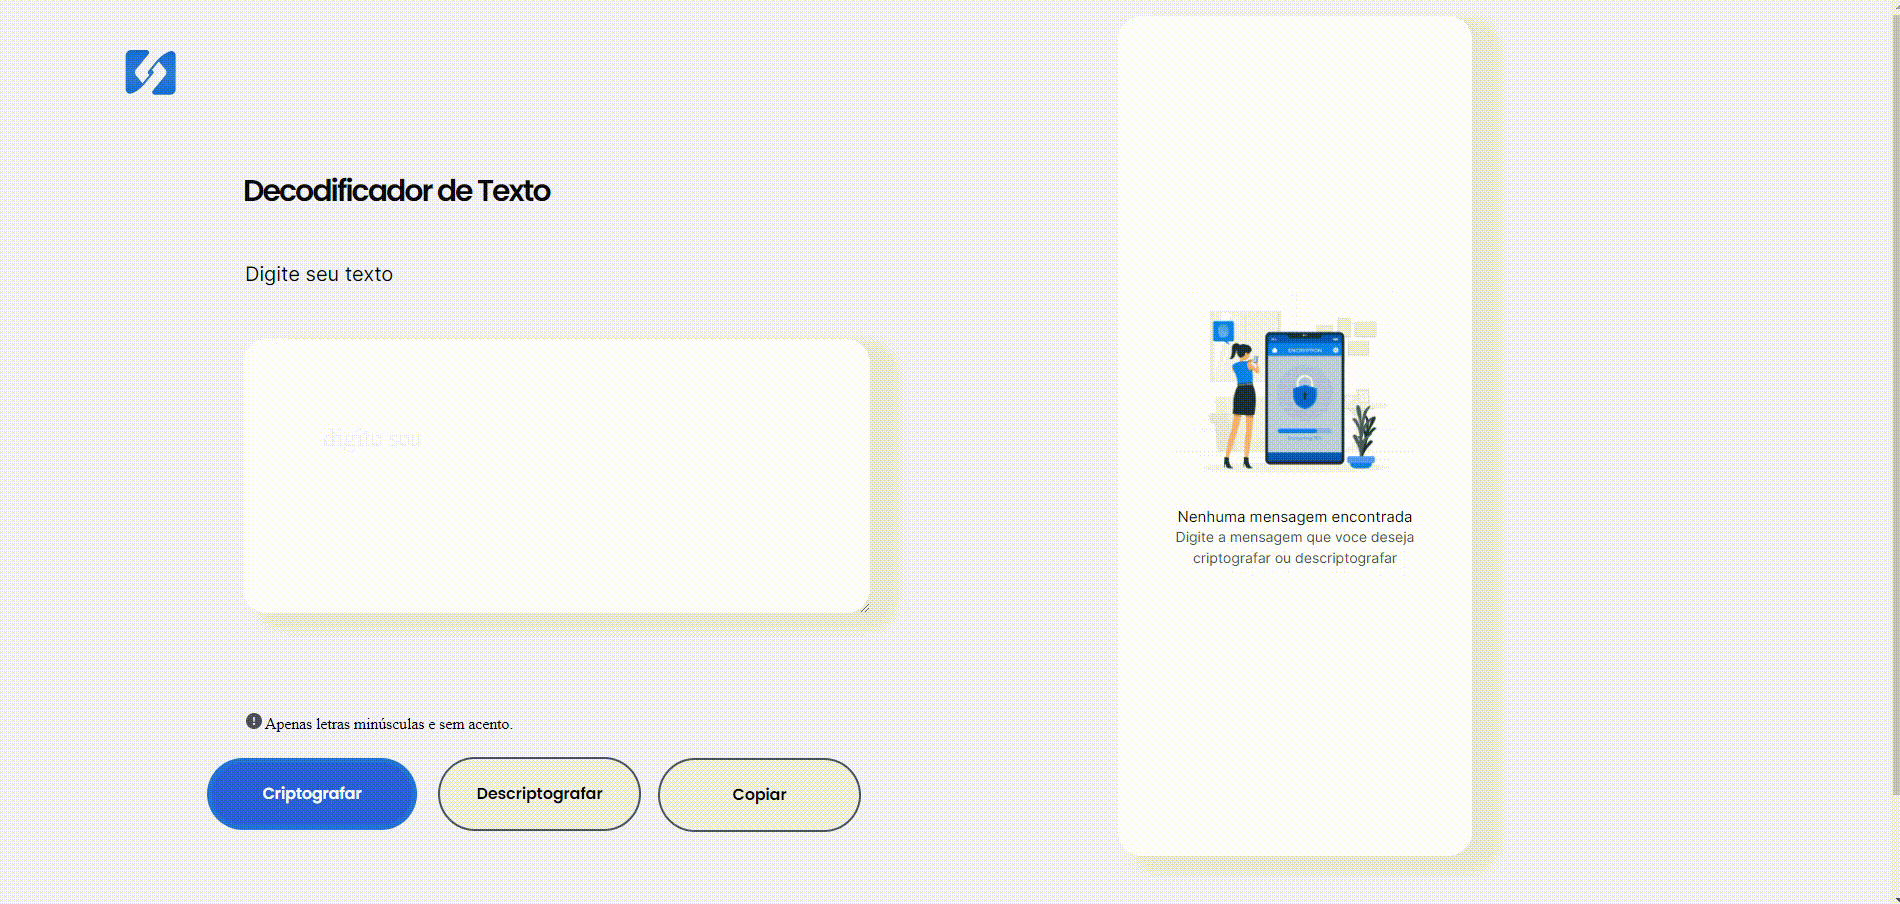 Decodificador de Texto
Digite seu texto
digite seu
Apenas letras minúsculas e sem acento.
Criptografar
Descriptografar
Copiar
ENCRYPTION
Nenhuma mensagem encontrada
Digite a mensagem que voce deseja
criptografar ou descriptografar